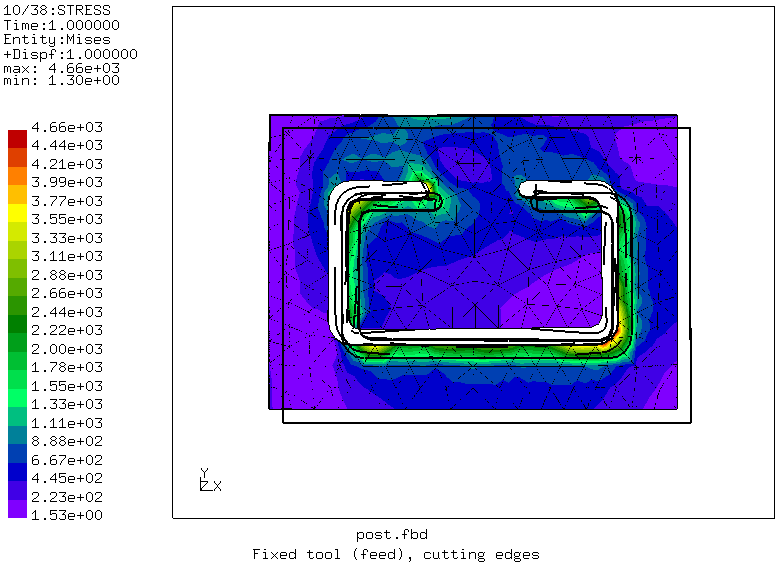 10/38:STRESS
Time:1.000000
Entity:Mises
+Dispf:1.000000
max: 4.66e+03
min: 1.30e+00
4.66e+03
4.44e+03
4.21e+03
3.99e+03
3.77e+03
3.55e+03
3.33e+03
3.11e+03
2.88e+03
2.66e+03
2.44e+03
2.22e+03
2.00e+03
1.78e+03
1.55e+03
1.33e+03
1.11e+03
8.88e+02
6.67e+02
4.45e+02
2.23e+02
1.53e+00
Y
Z X
post.fbd
Fixed tool (feed), cutting edges